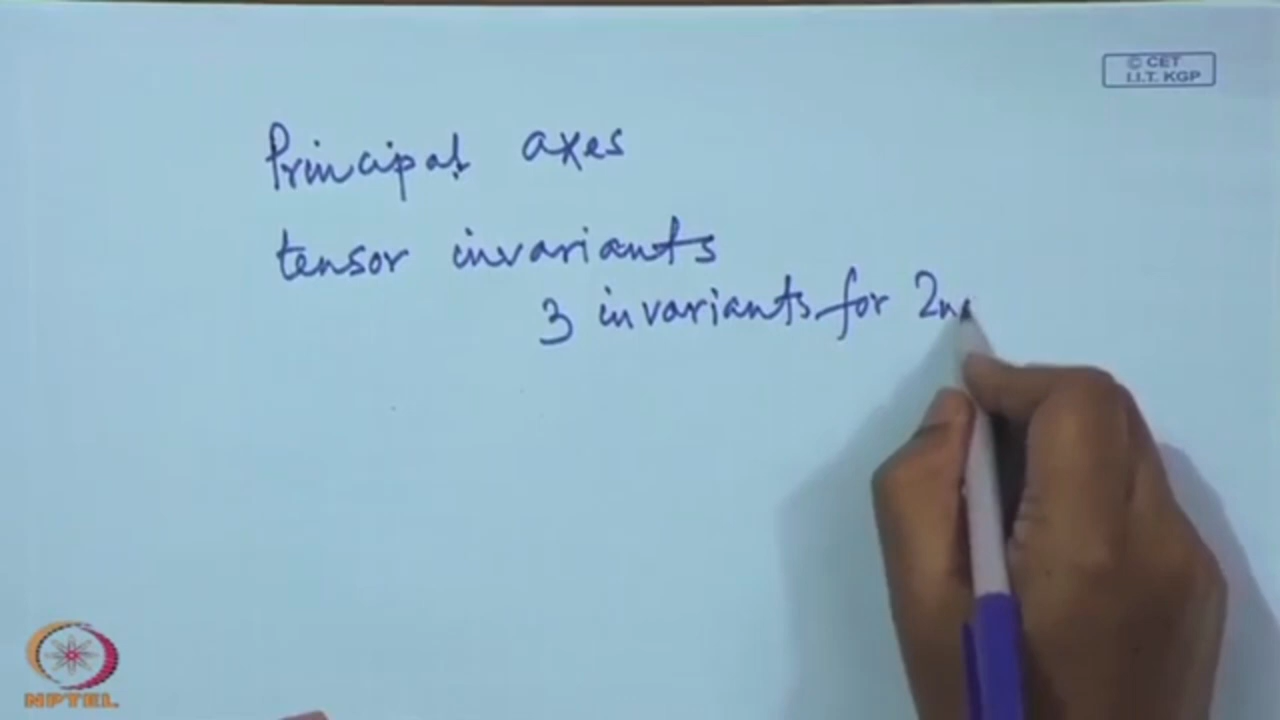 © CET
I.I.T. KGP
Principal axes
tensor invariants
3 invariants for 2n
NPTEL